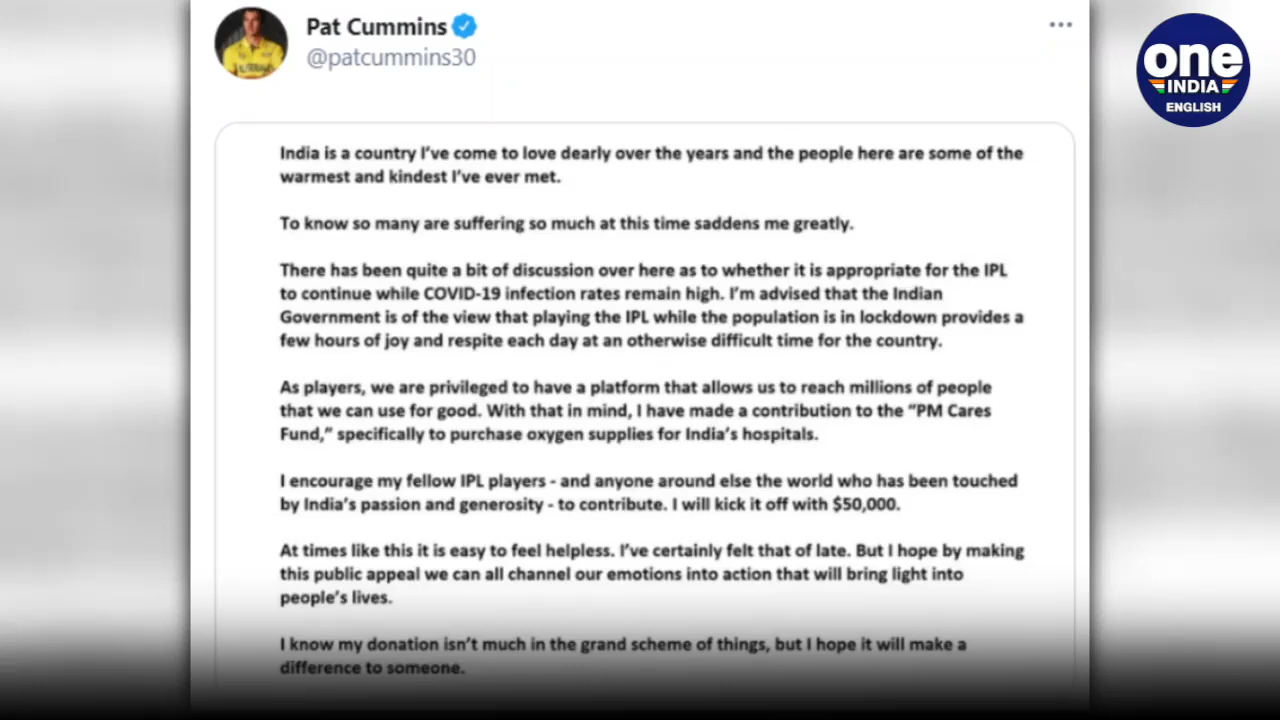 Pat Cummins
@patcummins30
one
INDIA
ENGLISH
India is a country I've come to love dearly over the years and the people here are some of the
warmest and kindest I've ever met.
To know so many are suffering so much at this time saddens me greatly.
There has been quite a bit of discussion over here as to whether it is appropriate for the IPL
to continue while COVID-19 infection rates remain high. I'm advised that the Indian
Government is of the view that playing the IPL while the population is in lockdown provides a
few hours of joy and respite each day at an otherwise difficult time for the country.
As players, we are privileged to have a platform that allows us to reach millions of people
that we can use for good. With that in mind, I have made a contribution to the “PM Cares
Fund,” specifically to purchase oxygen supplies for India's hospitals.
I encourage my fellow IPL players - and anyone around else the world who has been touched
by India's passion and generosity - to contribute. I will kick it off with $50,000.
At times like this it is easy to feel helpless. I've certainly felt that of late. But I hope by making
this public appeal we can all channel our emotions into action that will bring light into
people's lives.
I know my donation isn't much in the grand scheme of things, but I hope it will make a
difference to someone.